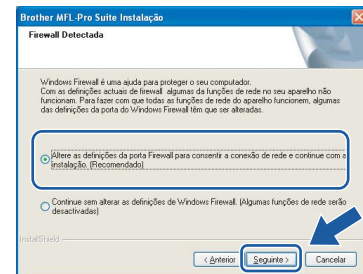 Brother MFL-Pro Suite Instalação
Firewall Detectada
Windows Firewall é uma ajuda para proteger o seu computador.
Com as definições actuais de firewall algumas da funções de rede no seu aparelho não
funcionam. Para fazer com que todas as funções de rede do aparelho funcionem, algumas
das definições da porta do Windows Firewall têm que ser alteradas.
Altere as definições da porta Firewall para consentir a conexão de rede e continue com a
instalação. (Recomendado)
Continue sem alterar as definições de Windows Firewall. (Algumas funções de rede serão
desactivadas)
InstallShield
< Anterior Seguinte > Cancelar